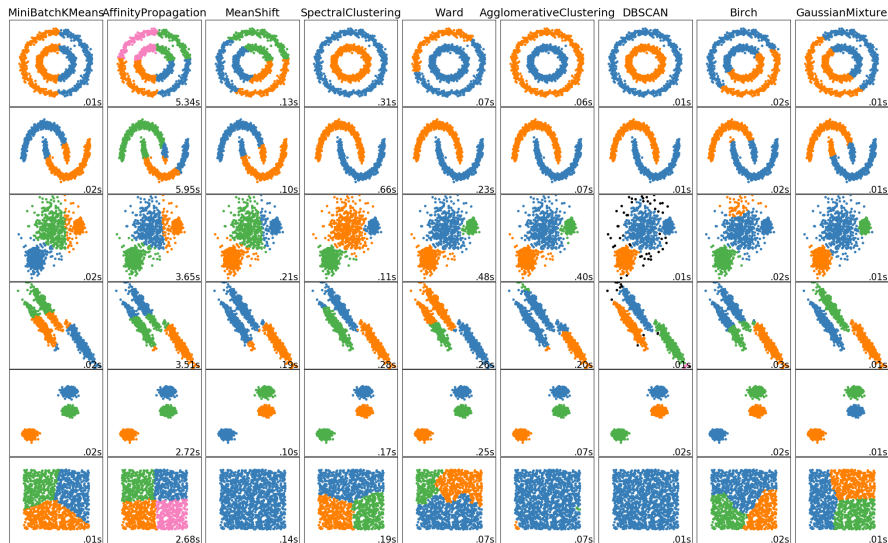 MiniBatchKMeans AffinityPropagation MeanShift SpectralClustering Ward AgglomerativeClustering DBSCAN Birch GaussianMixture
.01s 5.34s .13s .31s .07s .06s .01s .02s .01s
.02s 5.95s .10s .66s .23s .07s .01s .02s .01s
.02s 3.65s .21s .11s .48s .40s .01s .02s .01s
.02s 3.51s .19s .28s .26s .20s .01s .03s .01s
.02s 2.72s .10s .17s .25s .07s .02s .02s .01s
.01s 2.68s .14s .19s .07s .07s .01s .02s .01s